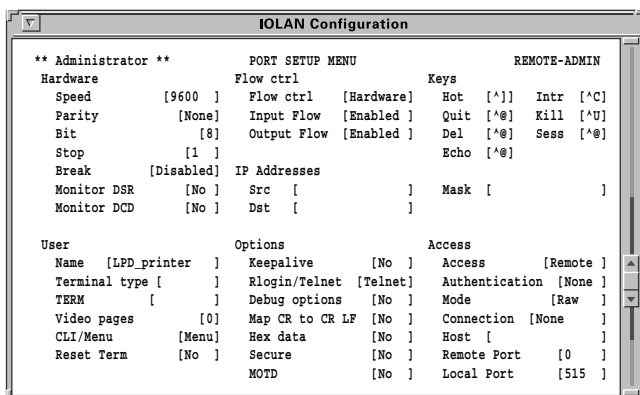 IOLAN Configuration
** Administrator ** PORT SETUP MENU REMOTE-ADMIN
Hardware Flow ctrl Keys
Speed [9600 ] Flow ctrl [Hardware] Hot [^]] Intr [^C]
Parity [None] Input Flow [Enabled ] Quit [^@] Kill [^U]
Bit [8] Output Flow [Enabled ] Del [^@] Sess [^@]
Stop [1 ] Echo [^@]
Break [Disabled] IP Addresses
Monitor DSR [No ] Src [ ] Mask [ ]
Monitor DCD [No ] Dst [ ]
User Options Access
Name [LPD_printer ] Keepalive [No ] Access [Remote ]
Terminal type [ ] Rlogin/Telnet [Telnet] Authentication [None ]
TERM [ ] Debug options [No ] Mode [Raw ]
Video pages [0] Map CR to CR LF [No ] Connection [None ]
CLI/Menu [Menu] Hex data [No ] Host [ ]
Reset Term [No ] Secure [No ] Remote Port [0 ]
MOTD [No ] Local Port [515 ]